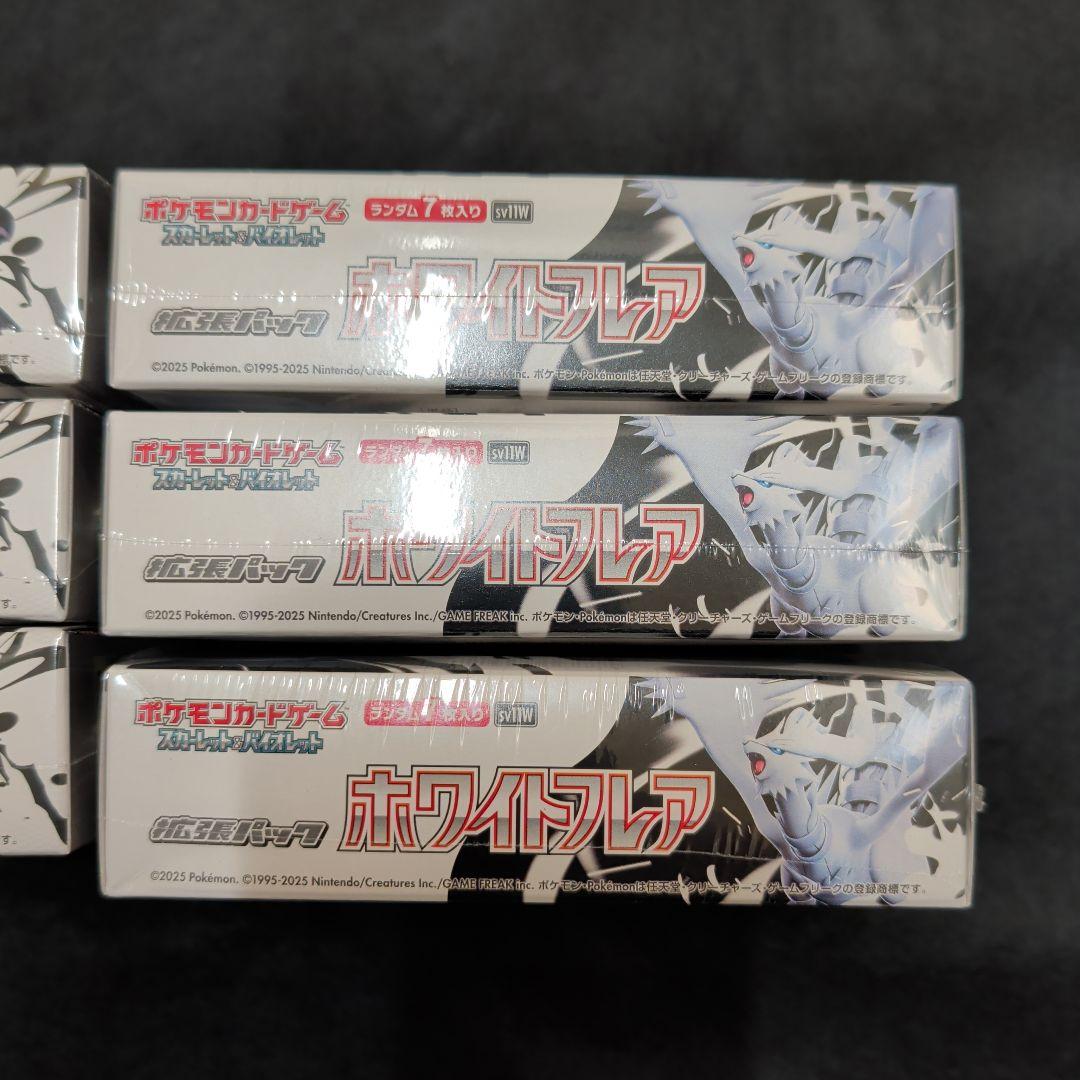 ポケモンカードゲーム
スカーレット&バイオレット
ランダム7枚入り sv11W
拡張パック ホワイトフレア
©2025 Pokémon. ©1995-2025 Nintendo/Creatures Inc./GAME FREAK inc. ポケモン・Pokémonは任天堂・クリーチャーズ・ゲームフリークの登録商標です。
標です。
ポケモンカードゲーム
スカーレット&バイオレット
sv11W
拡張パック ホワイトフレア
©2025 Pokémon. ©1995-2025 Nintendo/Creatures Inc./GAME FREAK inc. ポケモン・Pokémonは任天堂・クリーチャーズ・ゲームフリークの登録商標です。
す。
ポケモンカードゲーム
スカーレット&バイオレット
ランダム 枚入り sv11W
拡張パック ホワイトフレア
©2025 Pokémon. ©1995-2025 Nintendo/Creatures Inc./GAME FREAK inc. ポケモン・Pokémonは任天堂・クリーチャーズ・ゲームフリークの登録商標です。
す。